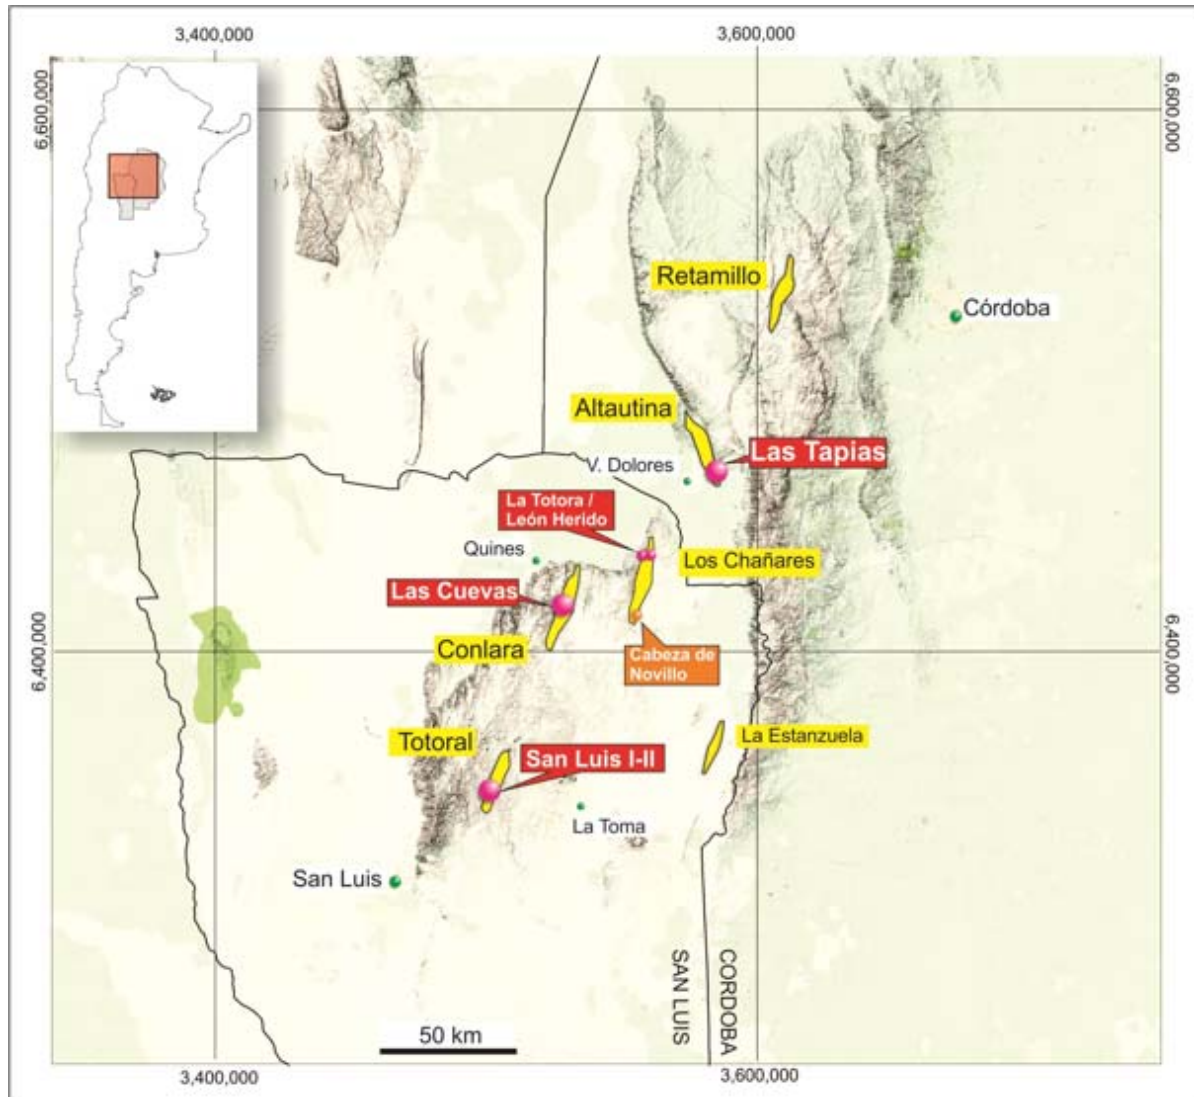 3,400,000
3,600,000
6,600,000
6,600,000
Retamillo
Córdoba
Altautina
Las Tapias
V. Dolores
La Totora /
León Herido
Quines
Los Chañares
Las Cuevas
Conlara
Cabeza de
Novillo
6,400,000
6,400,000
La Estanzuela
Totoral
San Luis I-II
La Toma
San Luis
SAN LUIS
CORDOBA
50 km
3,400,000
3,600,000